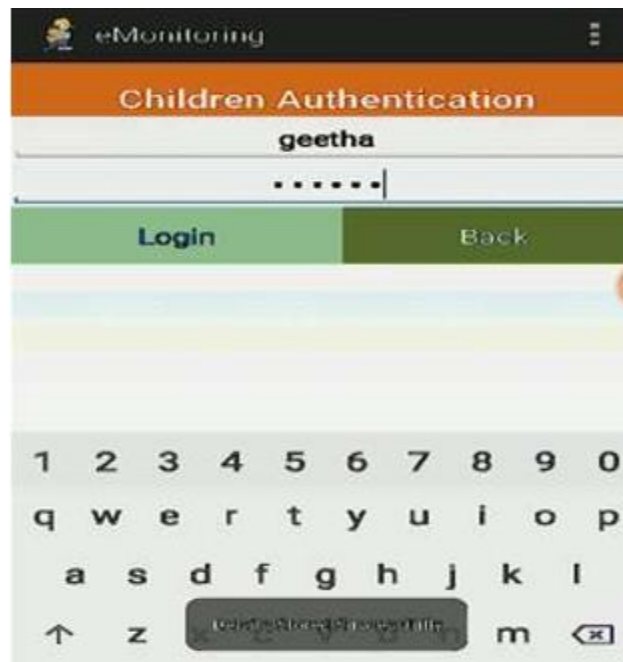 eMonitoring
Children Authentication
geetha
••••••
Login Back
1 2 3 4 5 6 7 8 9 0
q w e r t y u i o p
a s d f g h j k l
z m